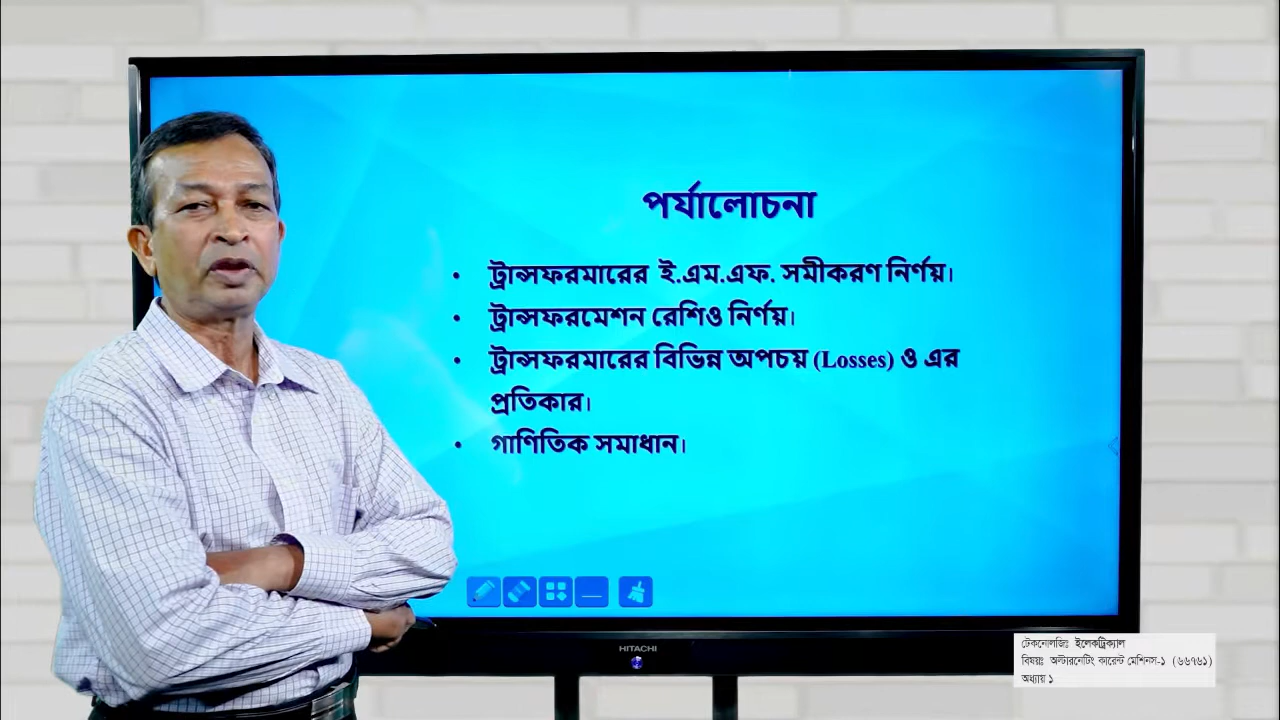 পর্যালোচনা
• ট্রান্সফরমারের ই.এম.এফ. সমীকরণ নির্ণয়।
• ট্রান্সফরমেশন রেশিও নির্ণয়।
• ট্রান্সফরমারের বিভিন্ন অপচয় (Losses) ও এর
প্রতিকার।
• গাণিতিক সমাধান।
HITACHI
টেকনোলজিঃ ইলেকট্রিক্যাল
বিষয়ঃ অল্টারনেটিং কারেন্ট মেশিনস-১ (৬৬৭৬১)
অধ্যায় ১